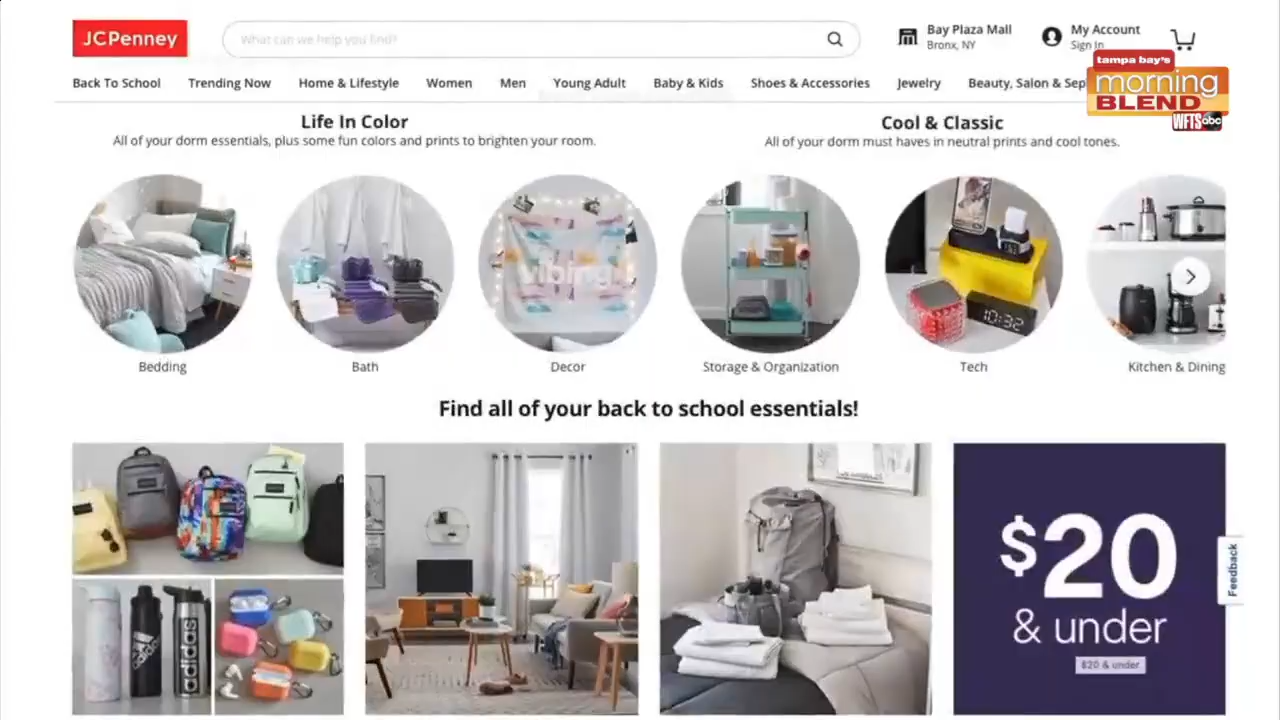 JCPenney
What can we help you find?
Bay Plaza Mall
Bronx, NY
My Account
Sign In
Back To School
Trending Now
Home & Lifestyle
Women
Men
Young Adult
Baby & Kids
Shoes & Accessories
Jewelry
Beauty, Salon & Sep
tampa bay's
morning
BLEND
WFTS abc
Life In Color
All of your dorm essentials, plus some fun colors and prints to brighten your room.
Cool & Classic
All of your dorm must haves in neutral prints and cool tones.
vibing
10:32
Bedding
Bath
Decor
Storage & Organization
Tech
Kitchen & Dining
Find all of your back to school essentials!
adidas
adidas
$20
& under
$20 & under
Feedback